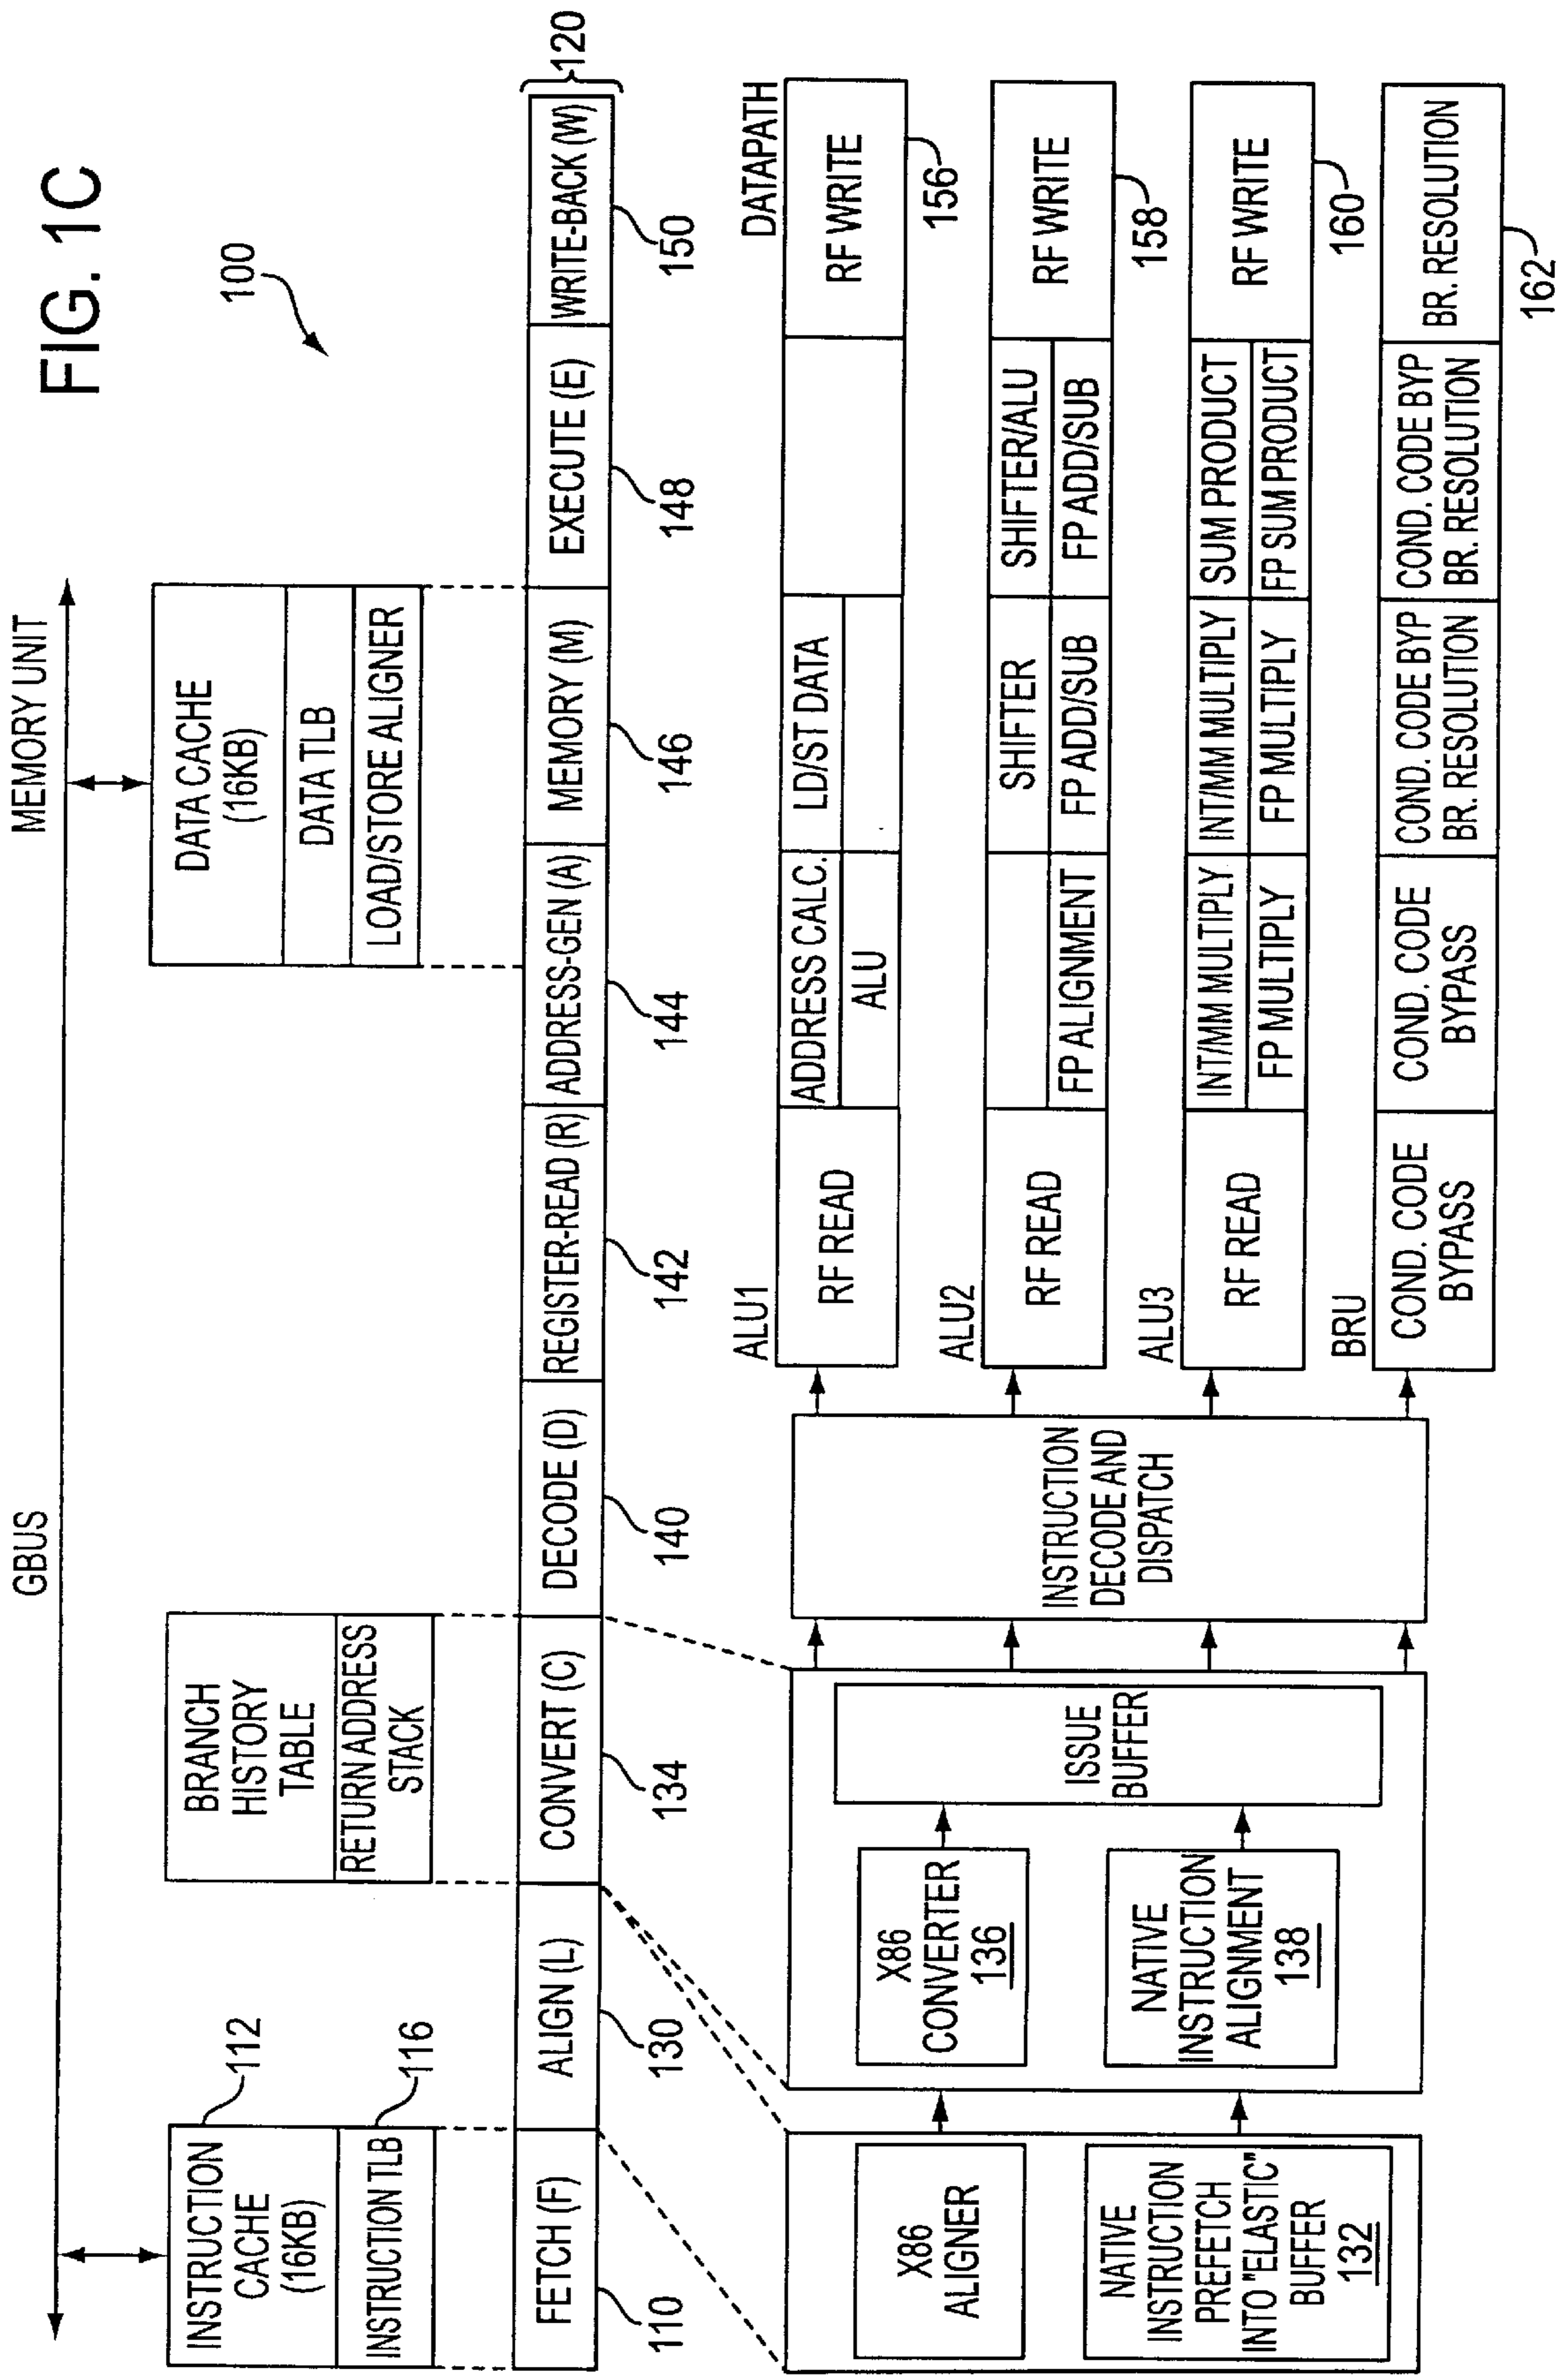 FIG. 1C
100
GBUS
MEMORY UNIT
INSTRUCTION
CACHE
(16KB)
112
INSTRUCTION TLB
116
BRANCH
HISTORY
TABLE
RETURN ADDRESS
STACK
DATA CACHE
(16KB)
DATA TLB
LOAD/STORE ALIGNER
FETCH (F)
ALIGN (L)
CONVERT (C)
DECODE (D)
REGISTER-READ (R)
ADDRESS-GEN (A)
MEMORY (M)
EXECUTE (E)
WRITE-BACK (W)
120
110
130
134
140
142
144
146
148
150
X86
ALIGNER
NATIVE
INSTRUCTION
PREFETCH
INTO "ELASTIC"
BUFFER
132
X86
CONVERTER
136
NATIVE
INSTRUCTION
ALIGNMENT
138
ISSUE
BUFFER
INSTRUCTION
DECODE AND
DISPATCH
DATAPATH
ALU1
RF READ
ADDRESS CALC.
ALU
LD/ST DATA
RF WRITE
156
ALU2
RF READ
FP ALIGNMENT
SHIFTER
FP ADD/SUB
SHIFTER/ALU
FP ADD/SUB
RF WRITE
158
ALU3
RF READ
INT/MM MULTIPLY
FP MULTIPLY
INT/MM MULTIPLY
FP MULTIPLY
SUM PRODUCT
FP SUM PRODUCT
RF WRITE
160
BRU
COND. CODE
BYPASS
COND. CODE
BYPASS
COND. CODE BYP
BR. RESOLUTION
COND. CODE BYP
BR. RESOLUTION
BR. RESOLUTION
162